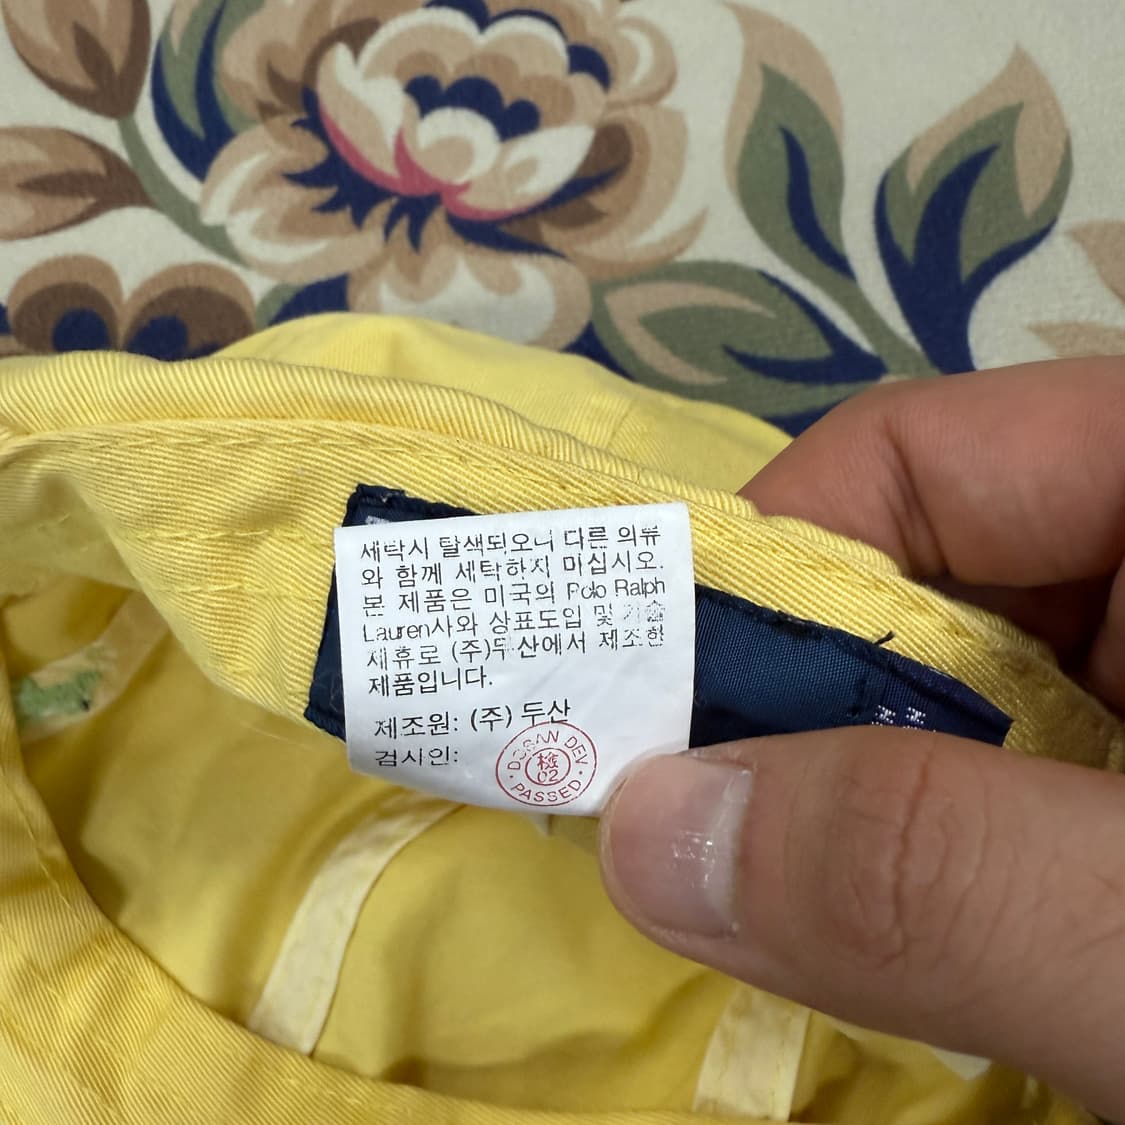 세탁시 탈색되오니 다른 의류
와 함께 세탁하지 마십시오.
본 제품은 미국의 Polo Ralph
Lauren사와 상표도입 및 기술
제휴로 (주)두산에서 제조한
제품입니다.
제조원: (주) 두산
검사인:
DOSAN DEV
検
02
PASSED